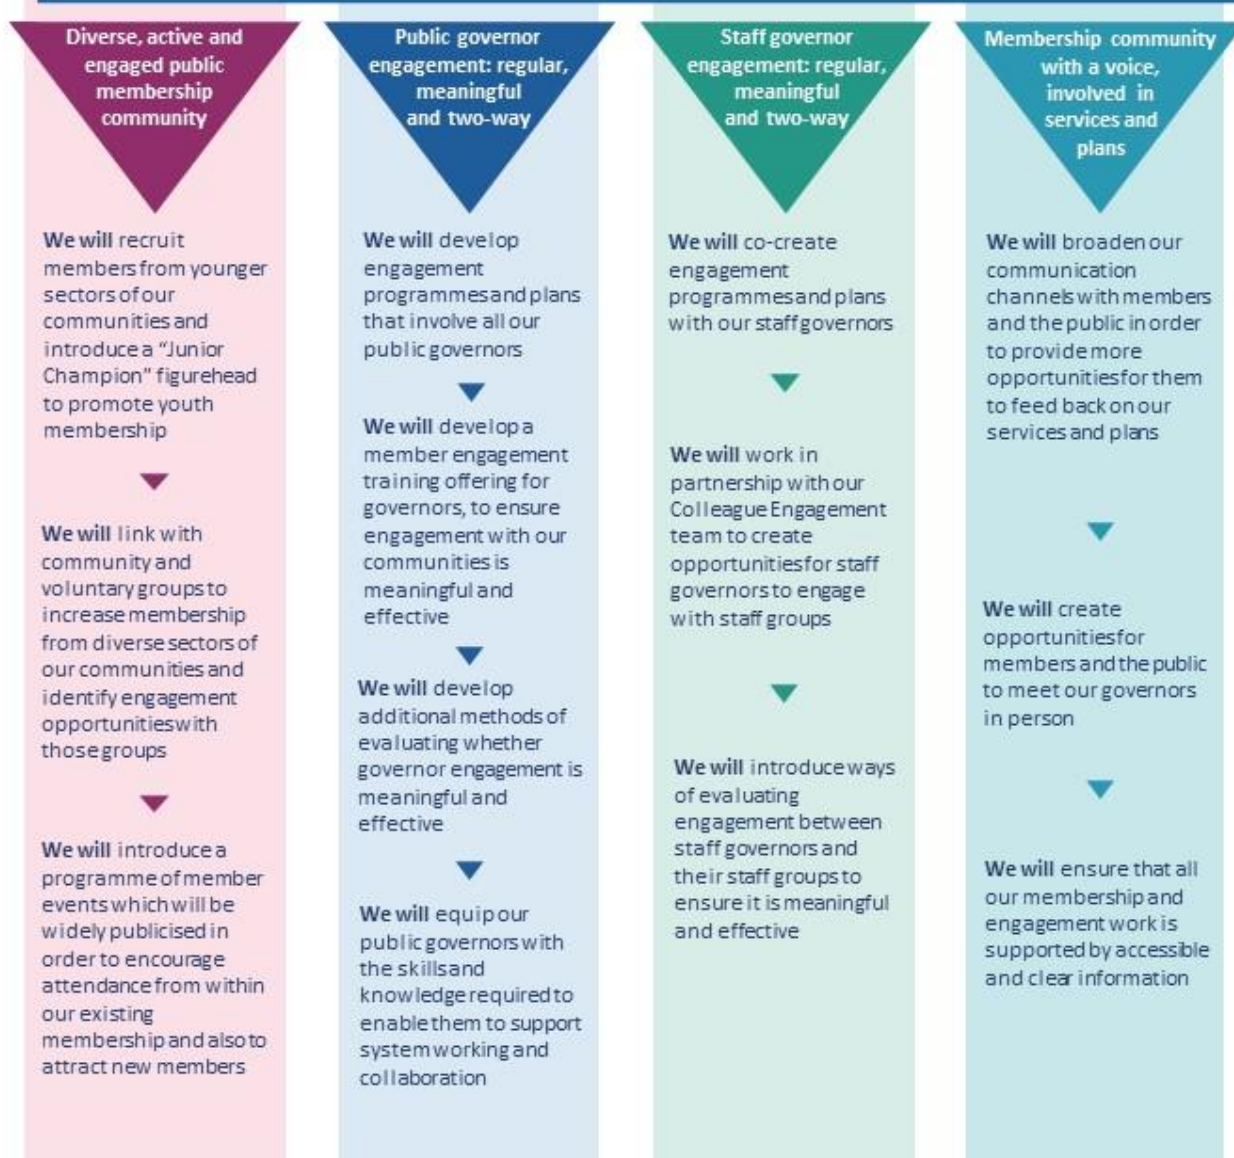 Diverse, active and
engaged public
membership
community
We will recruit
members from younger
sectors of our
communities and
introduce a “Junior
Champion” figurehead
to promote youth
membership
We will link with
community and
voluntary groups to
increase membership
from diverse sectors of
our communities and
identify engagement
opportunities with
those groups
We will introduce a
programme of member
events which will be
widely publicised in
order to encourage
attendance from within
our existing
membership and also to
attract new members
Public governor
engagement: regular,
meaningful
and two-way
We will develop
engagement
programmes and plans
that involve all our
public governors
We will develop a
member engagement
training offering for
governors, to ensure
engagement with our
communities is
meaningful and
effective
We will develop
additional methods of
evaluating whether
governor engagement is
meaningful and
effective
We will equip our
public governors with
the skills and
knowledge required to
enable them to support
system working and
collaboration
Staff governor
engagement: regular,
meaningful
and two-way
We will co-create
engagement
programmes and plans
with our staff governors
We will work in
partnership with our
Colleague Engagement
team to create
opportunities for staff
governors to engage
with staff groups
We will introduce ways
of evaluating
engagement between
staff governors and
their staff groups to
ensure it is meaningful
and effective
Membership community
with a voice,
involved in
services and
plans
We will broaden our
communication
channels with members
and the public in order
to provide more
opportunities for them
to feed back on our
services and plans
We will create
opportunities for
members and the public
to meet our governors
in person
We will ensure that all
our membership and
engagement work is
supported by accessible
and clear information